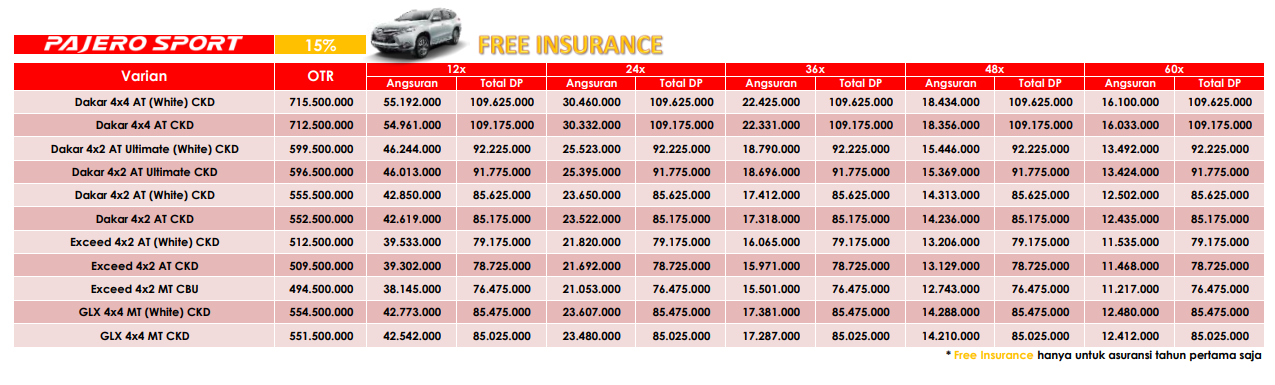 PAJERO SPORT 15% FREE INSURANCE
Varian OTR 12x 24x 36x 48x 60x
Angsuran Total DP Angsuran Total DP Angsuran Total DP Angsuran Total DP Angsuran Total DP
Dakar 4x4 AT (White) CKD 715.500.000 55.192.000 109.625.000 30.460.000 109.625.000 22.425.000 109.625.000 18.434.000 109.625.000 16.100.000 109.625.000
Dakar 4x4 AT CKD 712.500.000 54.961.000 109.175.000 30.332.000 109.175.000 22.331.000 109.175.000 18.356.000 109.175.000 16.033.000 109.175.000
Dakar 4x2 AT Ultimate (White) CKD 599.500.000 46.244.000 92.225.000 25.523.000 92.225.000 18.790.000 92.225.000 15.446.000 92.225.000 13.492.000 92.225.000
Dakar 4x2 AT Ultimate CKD 596.500.000 46.013.000 91.775.000 25.395.000 91.775.000 18.696.000 91.775.000 15.369.000 91.775.000 13.424.000 91.775.000
Dakar 4x2 AT (White) CKD 555.500.000 42.850.000 85.625.000 23.650.000 85.625.000 17.412.000 85.625.000 14.313.000 85.625.000 12.502.000 85.625.000
Dakar 4x2 AT CKD 552.500.000 42.619.000 85.175.000 23.522.000 85.175.000 17.318.000 85.175.000 14.236.000 85.175.000 12.435.000 85.175.000
Exceed 4x2 AT (White) CKD 512.500.000 39.533.000 79.175.000 21.820.000 79.175.000 16.065.000 79.175.000 13.206.000 79.175.000 11.535.000 79.175.000
Exceed 4x2 AT CKD 509.500.000 39.302.000 78.725.000 21.692.000 78.725.000 15.971.000 78.725.000 13.129.000 78.725.000 11.468.000 78.725.000
Exceed 4x2 MT CBU 494.500.000 38.145.000 76.475.000 21.053.000 76.475.000 15.501.000 76.475.000 12.743.000 76.475.000 11.217.000 76.475.000
GLX 4x4 MT (White) CKD 554.500.000 42.773.000 85.475.000 23.607.000 85.475.000 17.381.000 85.475.000 14.288.000 85.475.000 12.480.000 85.475.000
GLX 4x4 MT CKD 551.500.000 42.542.000 85.025.000 23.480.000 85.025.000 17.287.000 85.025.000 14.210.000 85.025.000 12.412.000 85.025.000
* Free Insurance hanya untuk asuransi tahun pertama saja